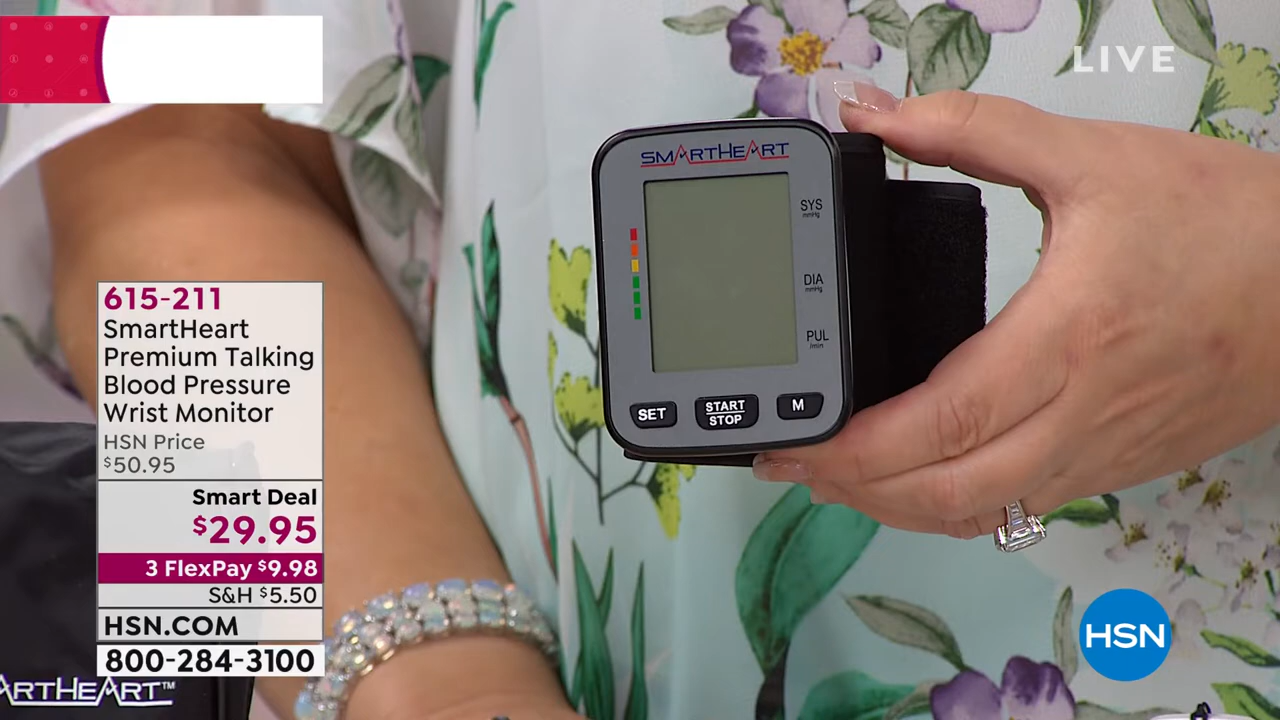 LIVE
SMARTHEART
SYS
mmHg
DIA
mmHg
PUL
/min
SET
START
STOP
M
615-211
SmartHeart
Premium Talking
Blood Pressure
Wrist Monitor
HSN Price
$50.95
Smart Deal
$29.95
3 FlexPay $9.98
S&H $5.50
HSN.COM
800-284-3100
HSN
ARTHEART™